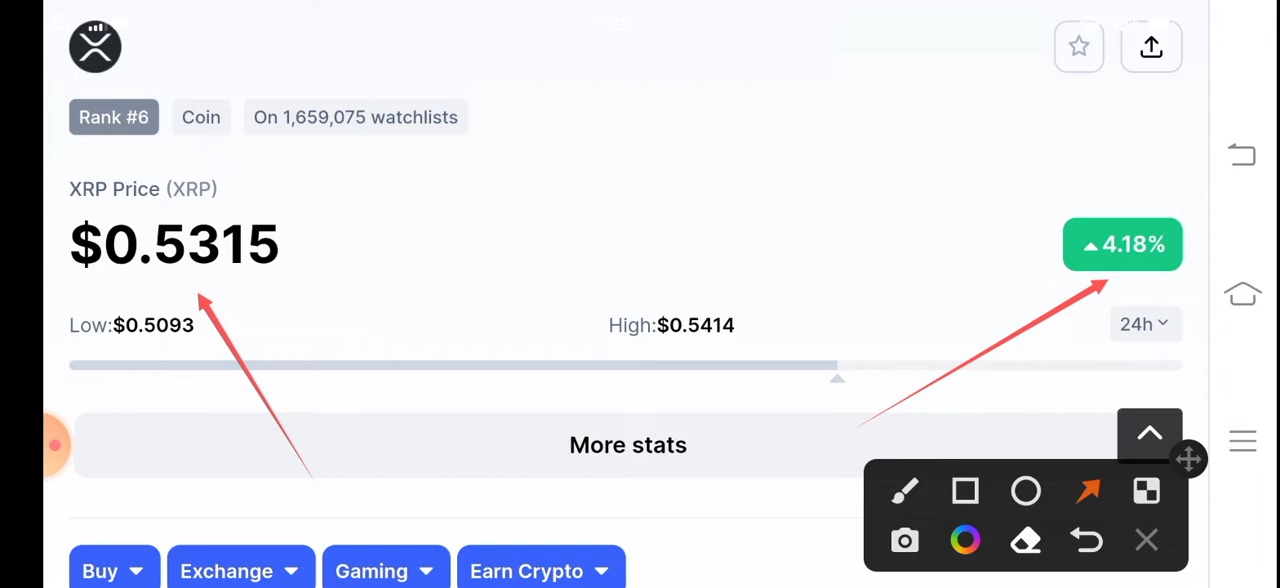 Rank #6 Coin On 1,659,075 watchlists
XRP Price (XRP)
$0.5315 4.18%
Low:$0.5093 High:$0.5414 24h
More stats
Buy Exchange Gaming Earn Crypto